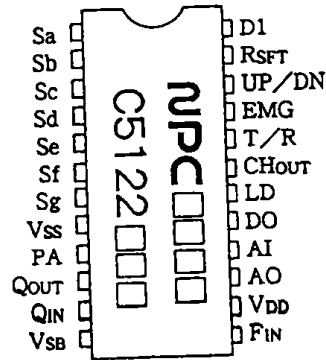 Sa
Sb
Sc
Sd
Se
Sf
Sg
Vss
PA
QOUT
QIN
VSB
NPC
C5122
D1
RSFT
UP/DN
EMG
T/R
CHOUT
LD
DO
AI
AO
VDD
FIN